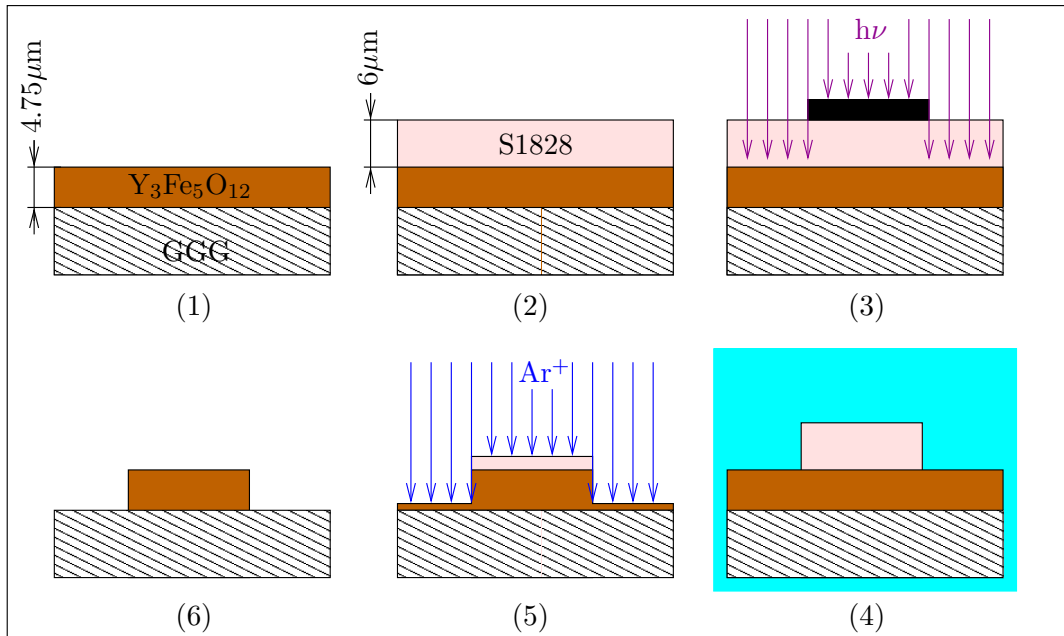 4.75μm
Y₃Fe₅O₁₂
GGG
(1)
6μm
S1828
(2)
hν
(3)
(6)
Ar⁺
(5)
(4)